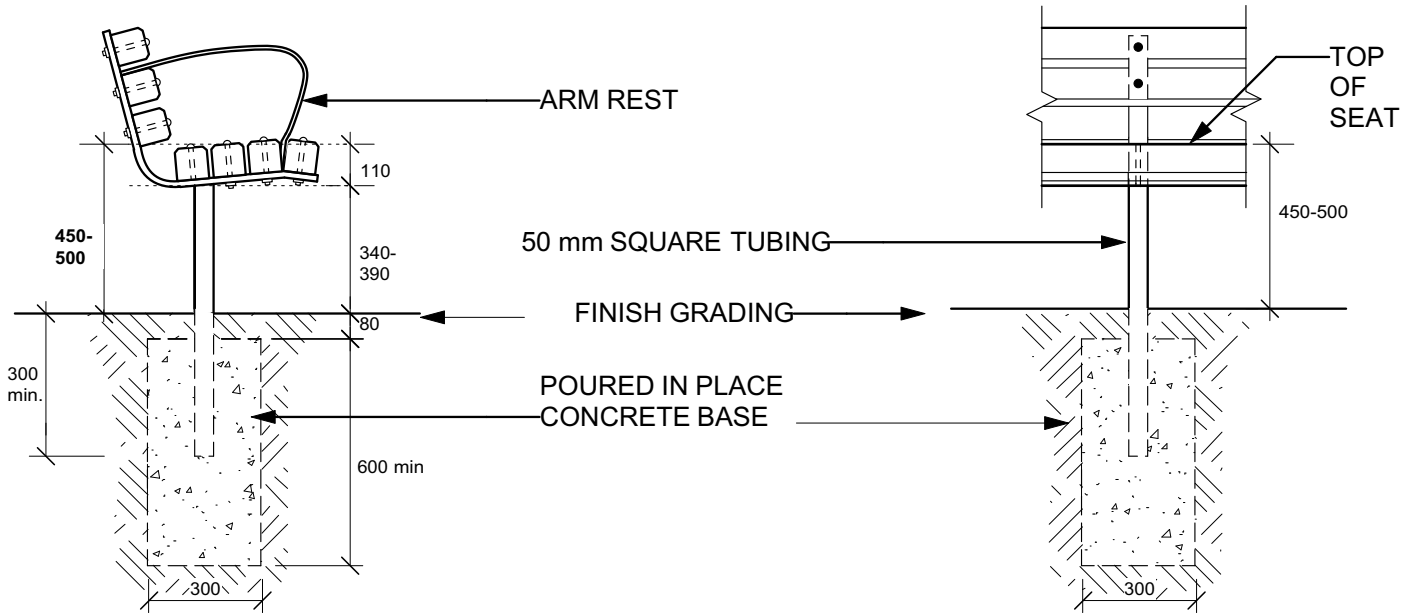 ARM REST
TOP
OF
SEAT
110
450-
500
340-
390
450-500
50 mm SQUARE TUBING
FINISH GRADING
80
300
min.
POURED IN PLACE
CONCRETE BASE
600 min
300
300